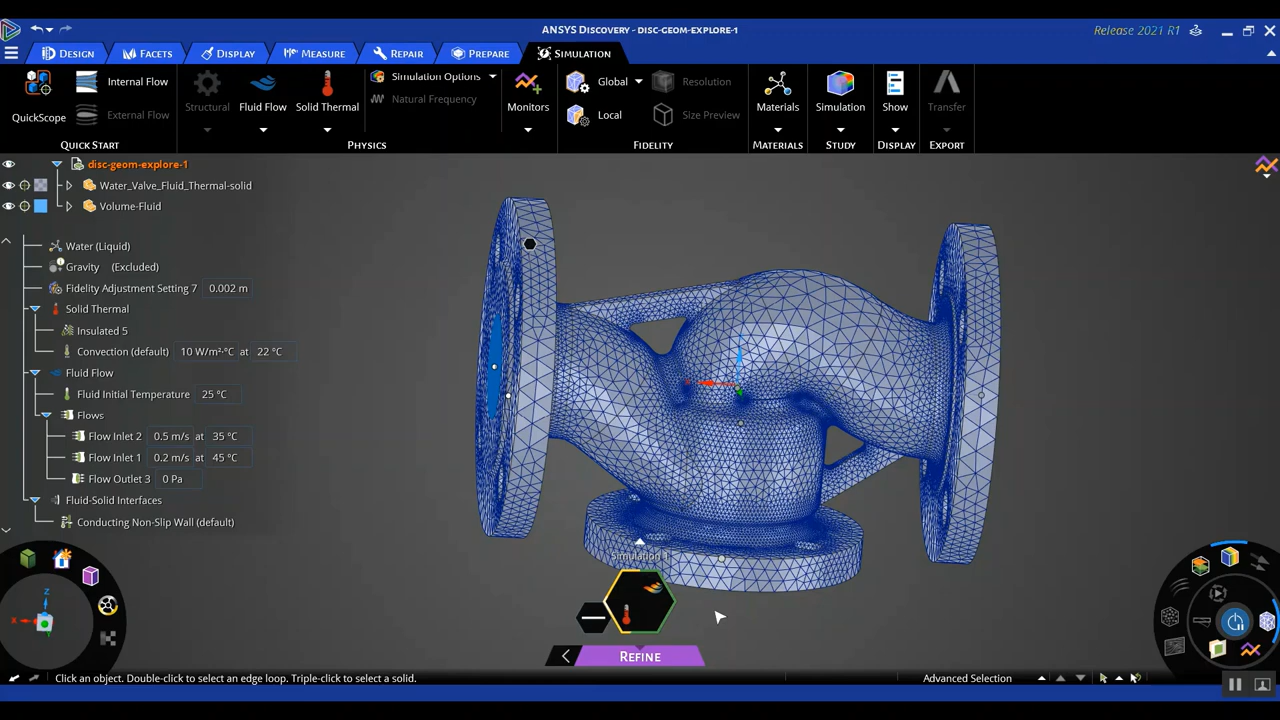 ANSYS Discovery - DISC-GEOM-EXPLORE-1
Release 2021 R1
DESIGN
FACETS
DISPLAY
MEASURE
REPAIR
PREPARE
SIMULATION
QuickScope
Internal Flow
External Flow
QUICK START
Structural
Fluid Flow
Solid Thermal
Simulation Options
Natural Frequency
PHYSICS
Monitors
Global
Local
Resolution
Size Preview
FIDELITY
Materials
MATERIALS
Simulation
STUDY
Show
DISPLAY
Transfer
EXPORT
disc-geom-explore-1
Water_Valve_Fluid_Thermal-solid
Volume-Fluid
Water (Liquid)
Gravity (Excluded)
Fidelity Adjustment Setting 7 0.002 m
Solid Thermal
Insulated 5
Convection (default) 10 W/m²·°C at 22 °C
Fluid Flow
Fluid Initial Temperature 25 °C
Flows
Flow Inlet 2 0.5 m/s at 35 °C
Flow Inlet 1 0.2 m/s at 45 °C
Flow Outlet 3 0 Pa
Fluid-Solid Interfaces
Conducting Non-Slip Wall (default)
Simulation 1
REFINE
Z
X
Click an object. Double-click to select an edge loop. Triple-click to select a solid.
Advanced Selection